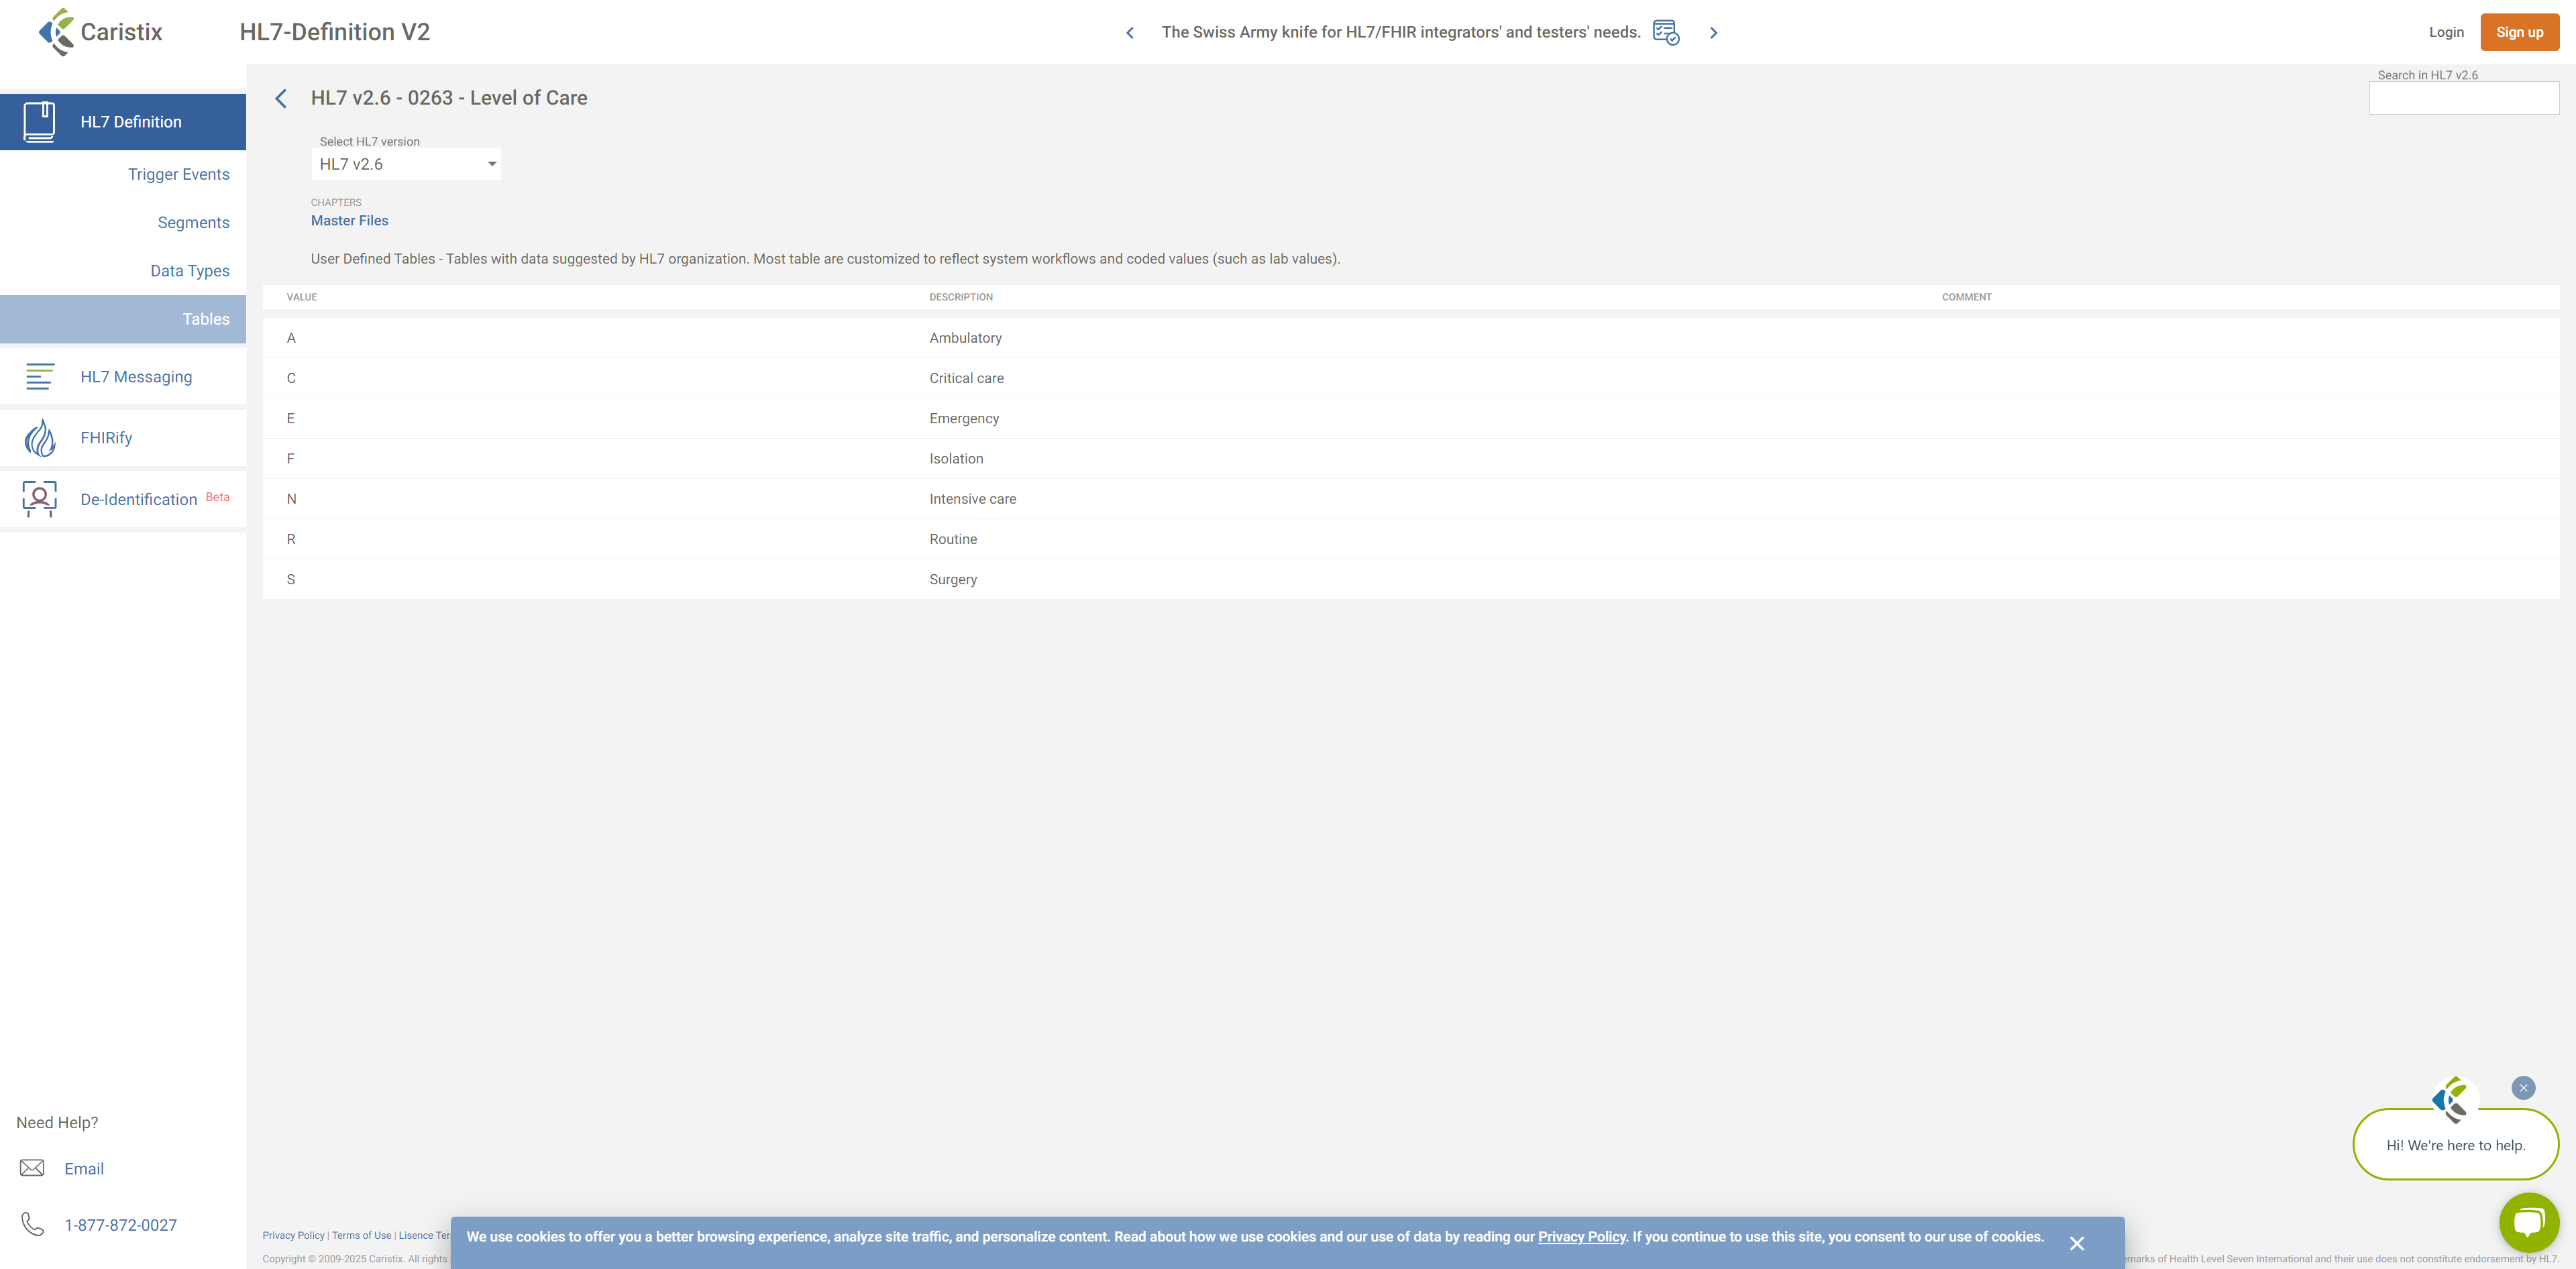 Caristix
HL7-Definition V2
The Swiss Army knife for HL7/FHIR integrators' and testers' needs.
Login
Sign up
HL7 Definition
Trigger Events
Segments
Data Types
Tables
HL7 Messaging
FHIRify
De-Identification Beta
Need Help?
Email
1-877-872-0027
HL7 v2.6 - 0263 - Level of Care
Search in HL7 v2.6
Select HL7 version
HL7 v2.6
CHAPTERS
Master Files
User Defined Tables - Tables with data suggested by HL7 organization. Most table are customized to reflect system workflows and coded values (such as lab values).
VALUE DESCRIPTION COMMENT
A Ambulatory
C Critical care
E Emergency
F Isolation
N Intensive care
R Routine
S Surgery
Hi! We're here to help.
Privacy Policy | Terms of Use | Lisence Ter
We use cookies to offer you a better browsing experience, analyze site traffic, and personalize content. Read about how we use cookies and our use of data by reading our Privacy Policy. If you continue to use this site, you consent to our use of cookies.
Copyright © 2009-2025 Caristix. All rights
emarks of Health Level Seven International and their use does not constitute endorsement by HL7.